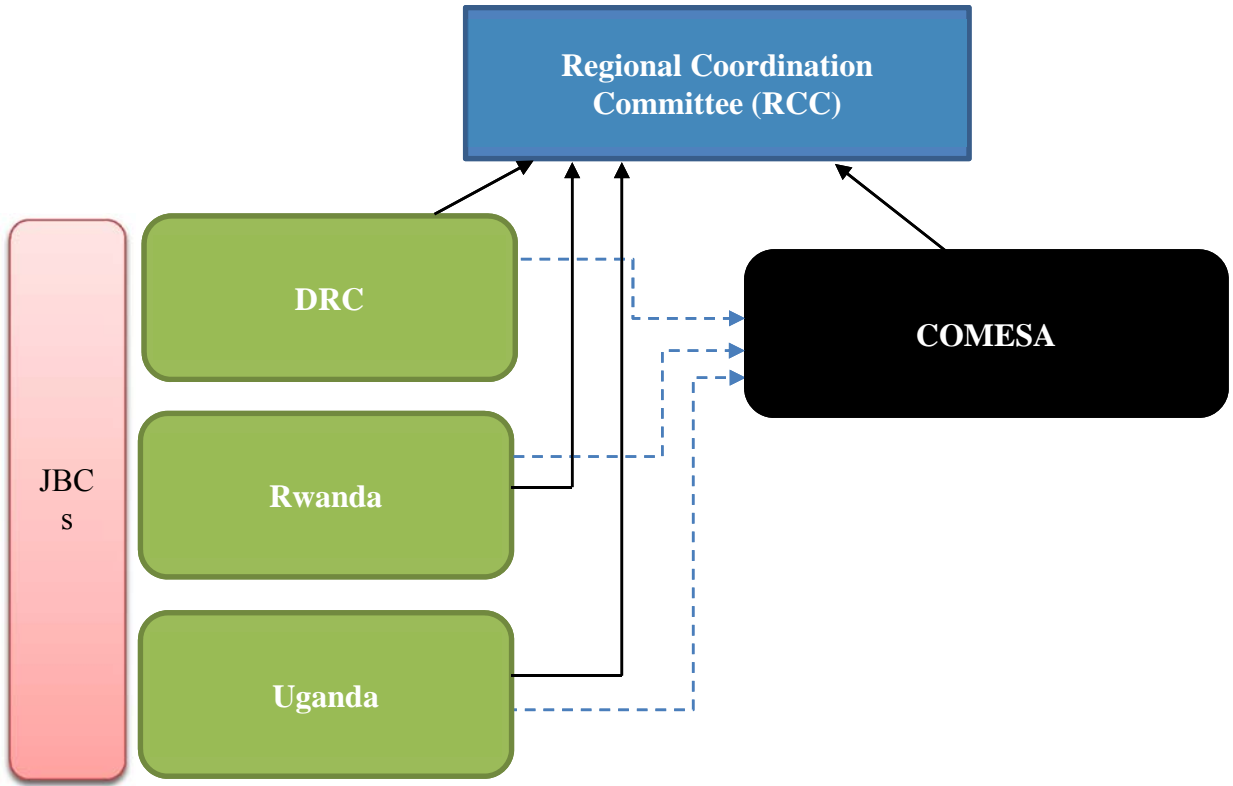 Regional Coordination
Committee (RCC)
DRC
COMESA
JBC
s
Rwanda
Uganda